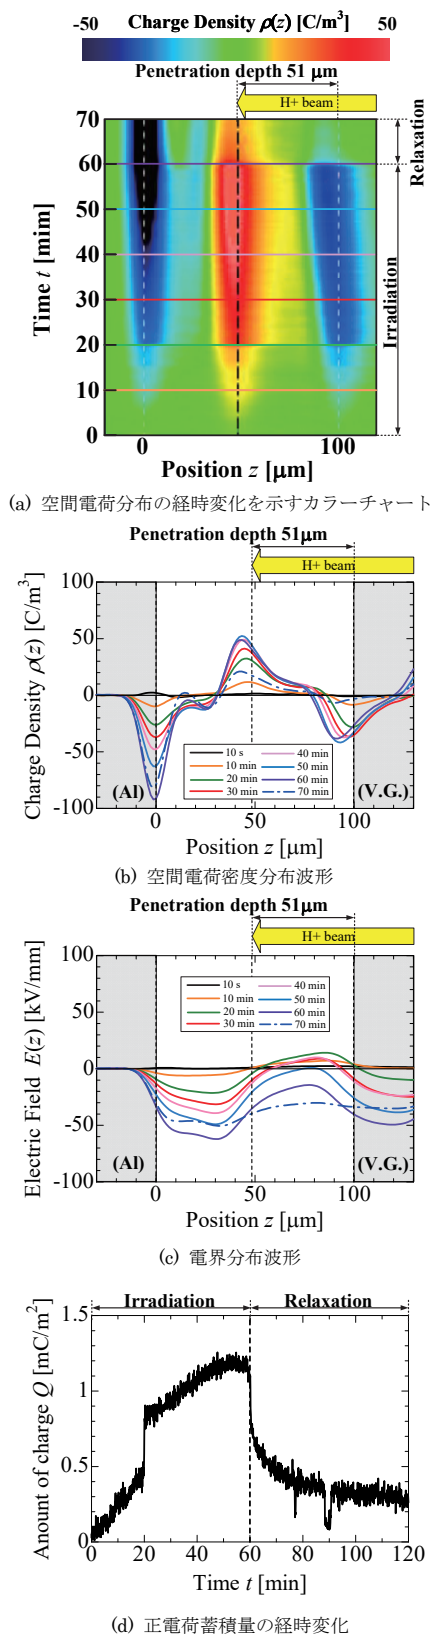 -50 Charge Density ρ(z) [C/m³] 50
Penetration depth 51 μm
H+ beam
70
60
50
40
30
20
10
0
Time t [mim]
Relaxation
Irradiation
0 100
Position z [μm]
(a) 空間電荷分布の経時変化を示すカラーチャート
Penetration depth 51μm
H+ beam
100
50
0
-50
-100
Charge Density ρ(z) [C/m³]
10 s 40 min
10 min 50 min
20 min 60 min
30 min 70 min
(Al) (V.G.)
0 50 100
Position z [μm]
(b) 空間電荷密度分布波形
Penetration depth 51μm
H+ beam
100
50
0
-50
-100
Electric Field E(z) [kV/mm]
10 s 40 min
10 min 50 min
20 min 60 min
30 min 70 min
(Al) (V.G.)
0 50 100
Position z [μm]
(c) 電界分布波形
Irradiation Relaxation
1.5
1
0.5
0
Anount of charge Q [mC/m²]
0 20 40 60 80 100 120
Time t [min]
(d) 正電荷蓄積量の経時変化